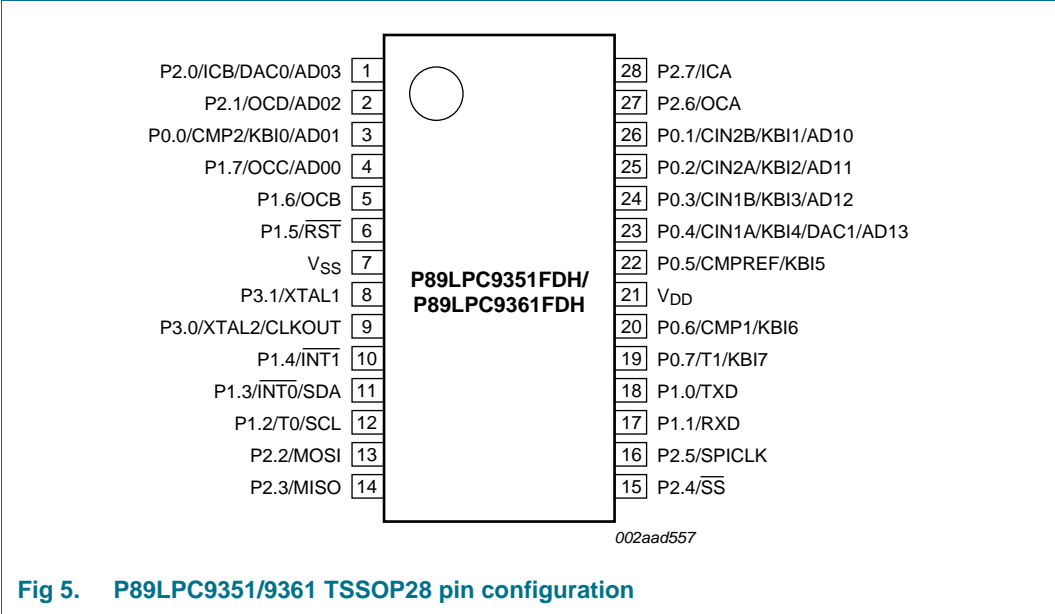 P2.0/ICB/DAC0/AD03 1
P2.1/OCD/AD02 2
P0.0/CMP2/KBI0/AD01 3
P1.7/OCC/AD00 4
P1.6/OCB 5
P1.5/R̅S̅T̅ 6
VSS 7
P3.1/XTAL1 8
P3.0/XTAL2/CLKOUT 9
P1.4/I̅N̅T̅1̅ 10
P1.3/I̅N̅T̅0̅/SDA 11
P1.2/T0/SCL 12
P2.2/MOSI 13
P2.3/MISO 14
P89LPC9351FDH/
P89LPC9361FDH
28 P2.7/ICA
27 P2.6/OCA
26 P0.1/CIN2B/KBI1/AD10
25 P0.2/CIN2A/KBI2/AD11
24 P0.3/CIN1B/KBI3/AD12
23 P0.4/CIN1A/KBI4/DAC1/AD13
22 P0.5/CMPREF/KBI5
21 VDD
20 P0.6/CMP1/KBI6
19 P0.7/T1/KBI7
18 P1.0/TXD
17 P1.1/RXD
16 P2.5/SPICLK
15 P2.4/S̅S̅
002aad557
Fig 5. P89LPC9351/9361 TSSOP28 pin configuration